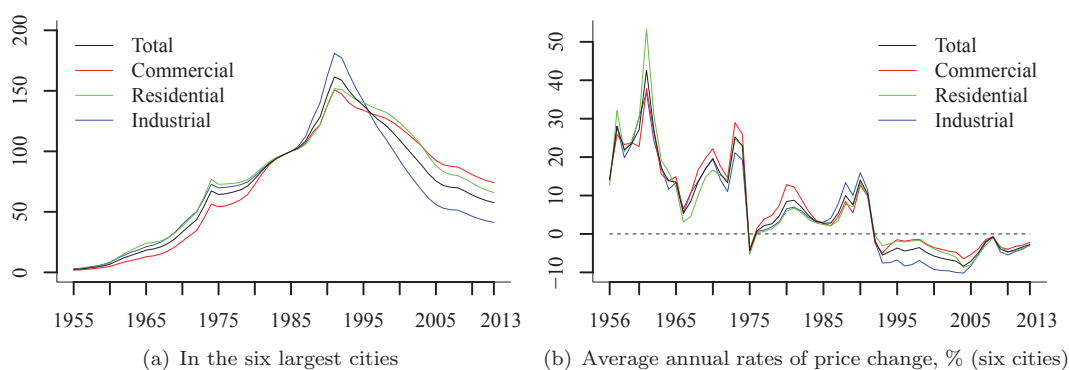 200
150
100
50
0
Total
Commercial
Residential
Industrial
1955 1965 1975 1985 1995 2005 2013
(a) In the six largest cities
50
40
30
20
10
0
−10
Total
Commercial
Residential
Industrial
1956 1965 1975 1985 1995 2005 2013
(b) Average annual rates of price change, % (six cities)